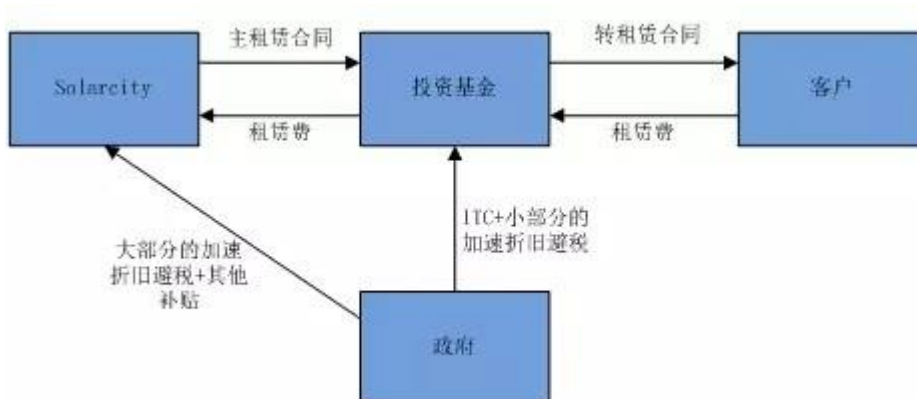 主租赁合同
转租赁合同
Solarcity
投资基金
客户
租赁费
租赁费
ITC+小部分的
加速折旧避税
大部分的加速
折旧避税+其他
补贴
政府